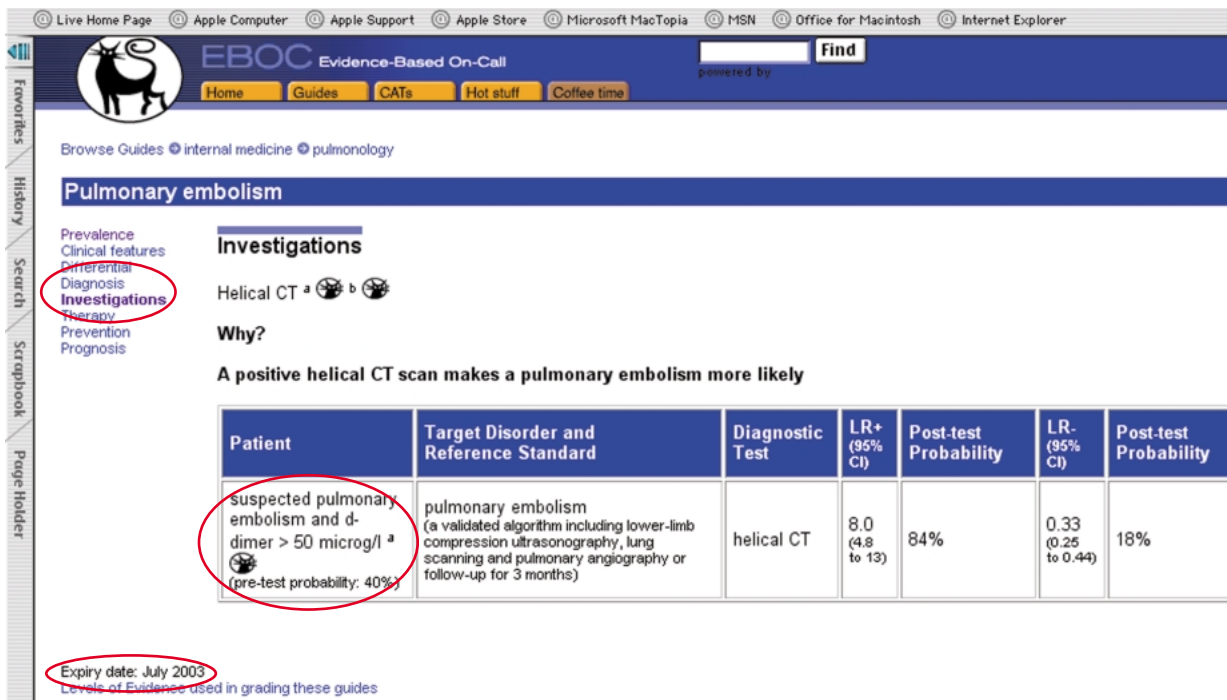 Live Home Page Apple Computer Apple Support Apple Store Microsoft MacTopia MSN Office for Macintosh Internet Explorer
Favorites
History
Search
Scrapbook
Page Holder
EBOC Evidence-Based On-Call
Find
powered by
Home Guides CATs Hot stuff Coffee time
Browse Guides internal medicine pulmonology
Pulmonary embolism
Prevalence
Clinical features
Differential
Diagnosis
Investigations
Therapy
Prevention
Prognosis
Investigations
Helical CT a b
Why?
A positive helical CT scan makes a pulmonary embolism more likely
Patient
Target Disorder and
Reference Standard
Diagnostic
Test
LR+
(95%
CI)
Post-test
Probability
LR-
(95%
CI)
Post-test
Probability
suspected pulmonary
embolism and d-
dimer > 50 microg/l a
(pre-test probability: 40%)
pulmonary embolism
(a validated algorithm including lower-limb
compression ultrasonography, lung
scanning and pulmonary angiography or
follow-up for 3 months)
helical CT
8.0
(4.8
to 13)
84%
0.33
(0.25
to 0.44)
18%
Expiry date: July 2003
Levels of Evidence used in grading these guides